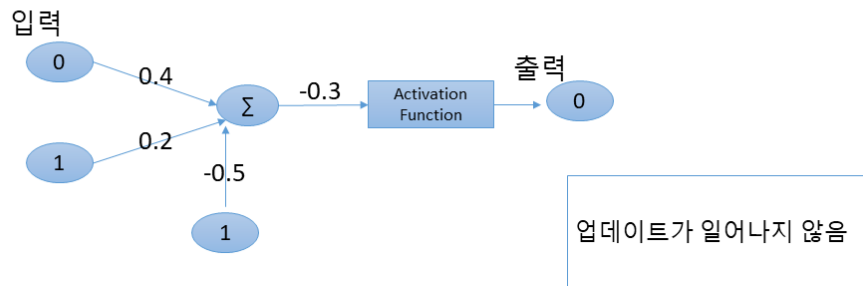 입력
0
0.4
1
0.2
Σ
-0.5
1
-0.3
Activation
Function
출력
0
업데이트가 일어나지 않음